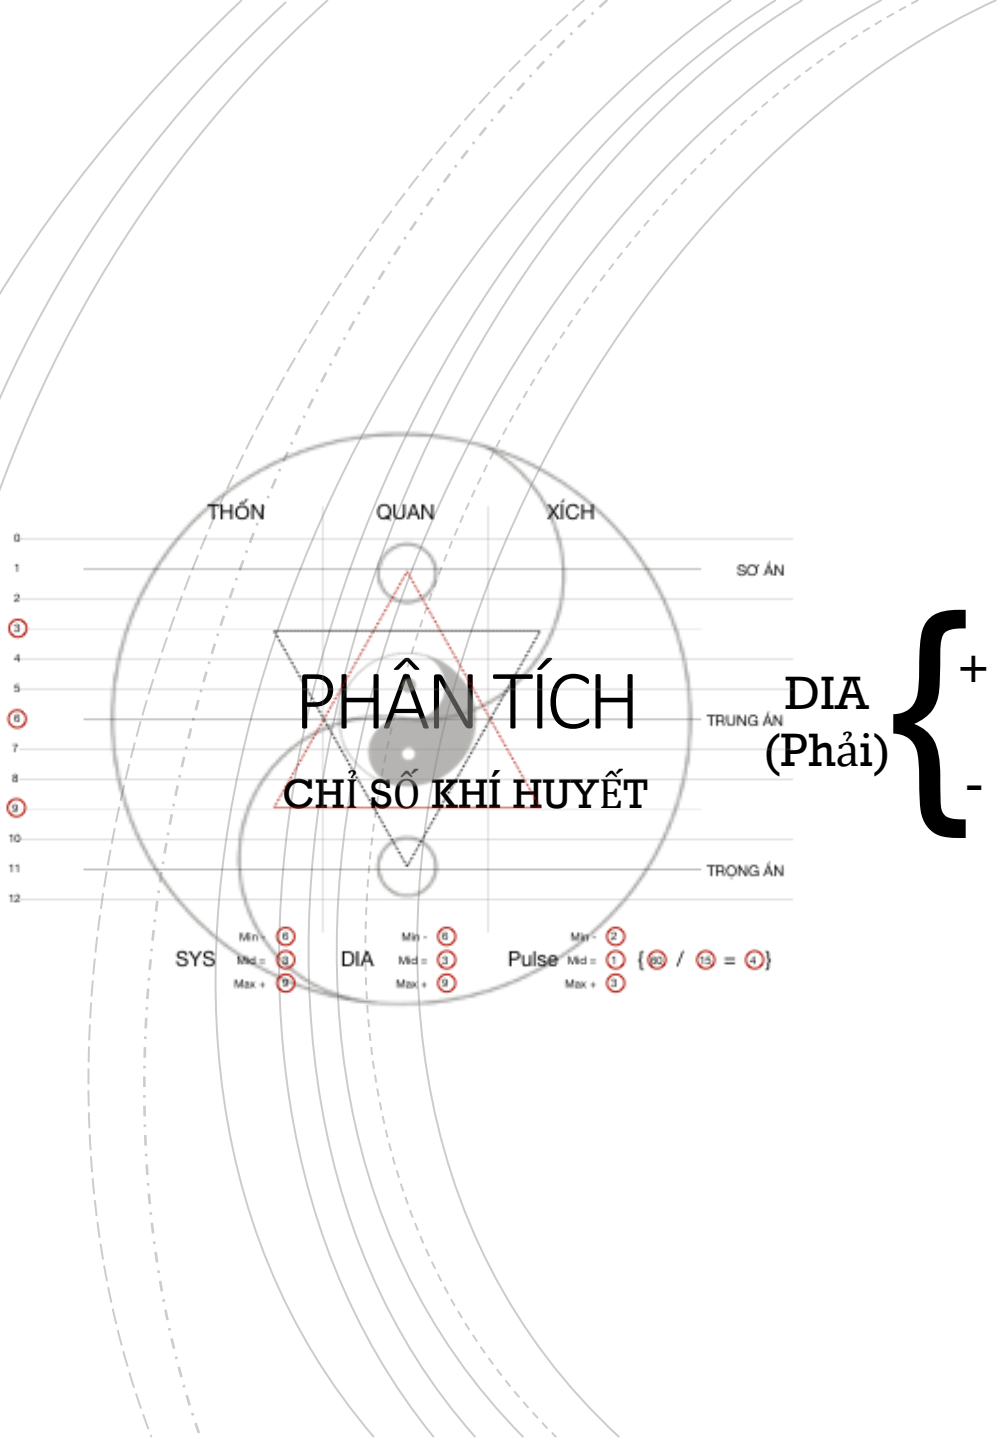 THỐN QUAN XÍCH
0
1 SƠ ÁN
2
3
4
5
PHÂN TÍCH
6 TRUNG ÁN
7
8
CHỈ SỐ KHÍ HUYẾT
9
10
11 TRỌNG ÁN
12
DIA
(Phải)
{
+
-
SYS
Min - 6
Mid = 3
Max + 9
DIA
Min - 6
Mid = 3
Max + 9
Pulse
Min - 2
Mid = 1 { 60 / 15 = 4 }
Max + 3